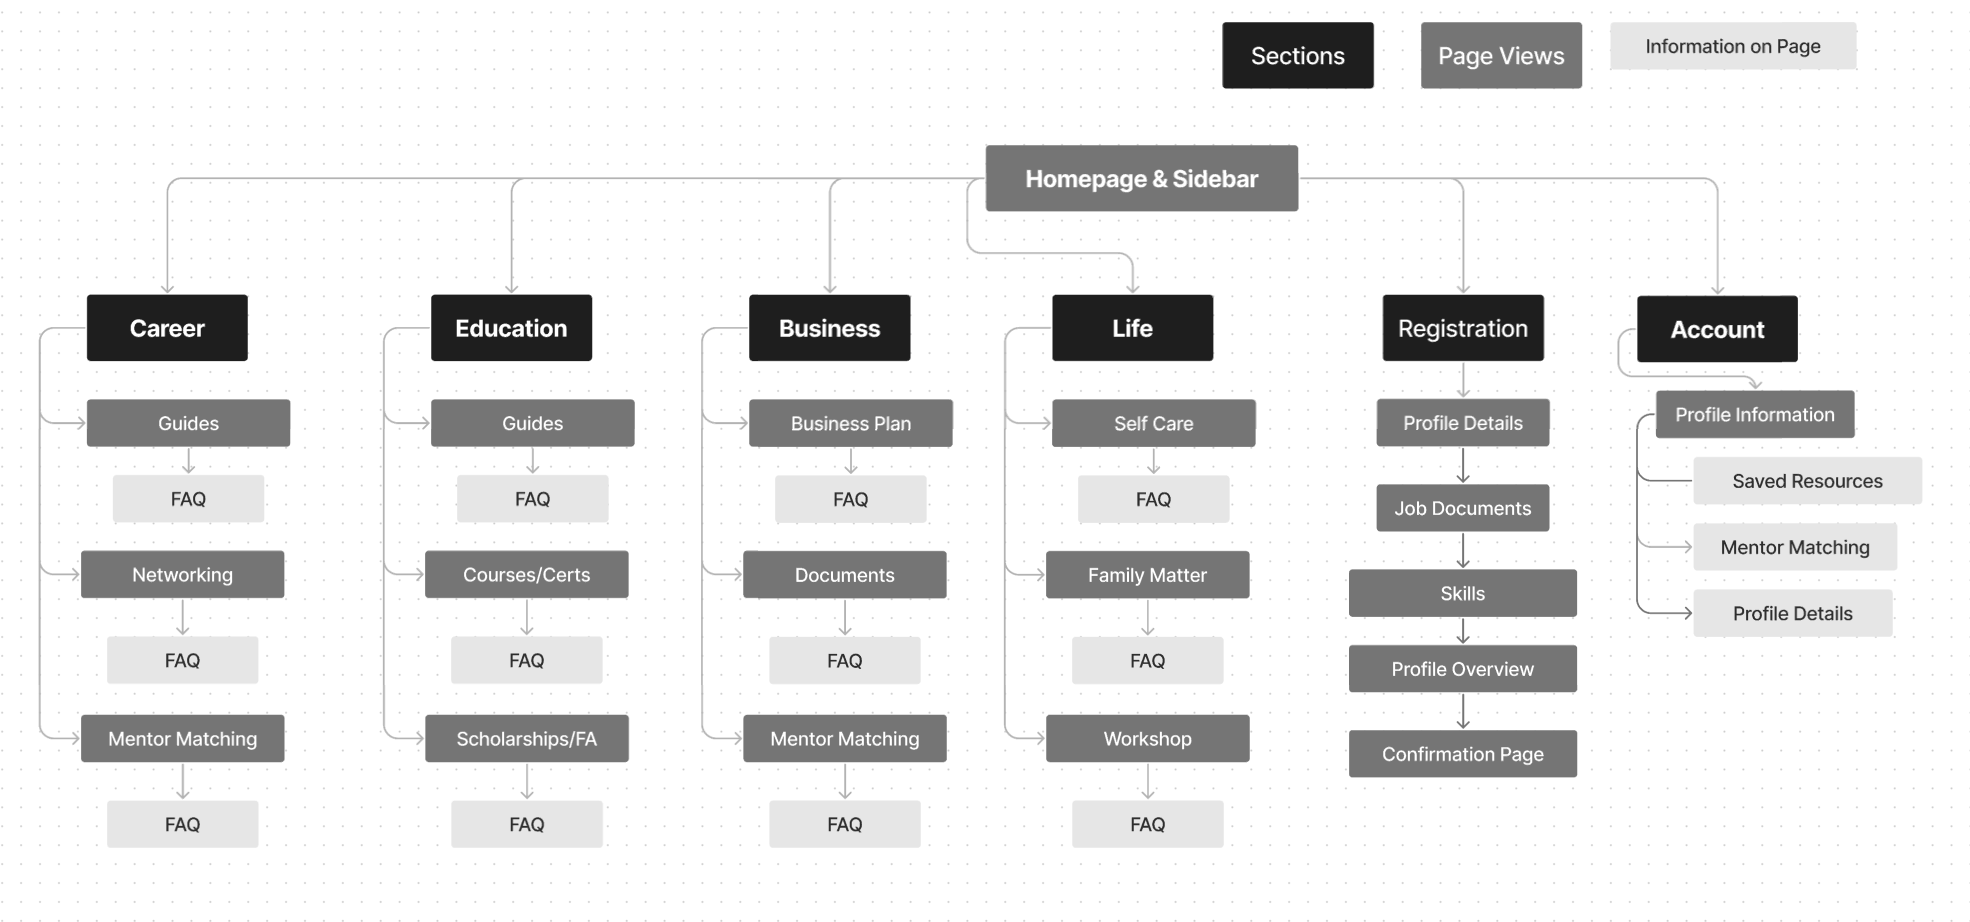 Sections
Page Views
Information on Page
Homepage & Sidebar
Career
Education
Business
Life
Registration
Account
Guides
FAQ
Networking
FAQ
Mentor Matching
FAQ
Guides
FAQ
Courses/Certs
FAQ
Scholarships/FA
FAQ
Business Plan
FAQ
Documents
FAQ
Mentor Matching
FAQ
Self Care
FAQ
Family Matter
FAQ
Workshop
FAQ
Profile Details
Job Documents
Skills
Profile Overview
Confirmation Page
Profile Information
Saved Resources
Mentor Matching
Profile Details